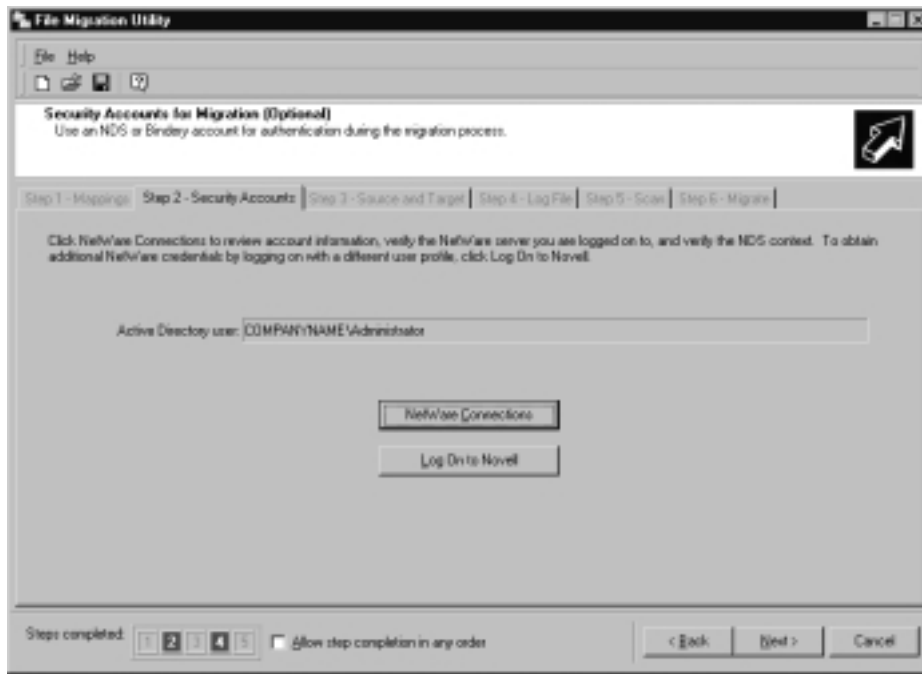 File Migration Utility
File Help
Security Accounts for Migration (Optional)
Use an NDS or Bindery account for authentication during the migration process.
Step 1 - Mappings Step 2 - Security Accounts Step 3 - Source and Target Step 4 - Log File Step 5 - Scan Step 6 - Migrate
Click NetWare Connections to review account information, verify the NetWare server you are logged on to, and verify the NDS context. To obtain
additional NetWare credentials by logging on with a different user profile, click Log On to Novell.
Active Directory user: COMPANYNAME\Administrator
NetWare Connections
Log On to Novell
Steps completed: 1 2 3 4 5 Allow step completion in any order < Back Next > Cancel